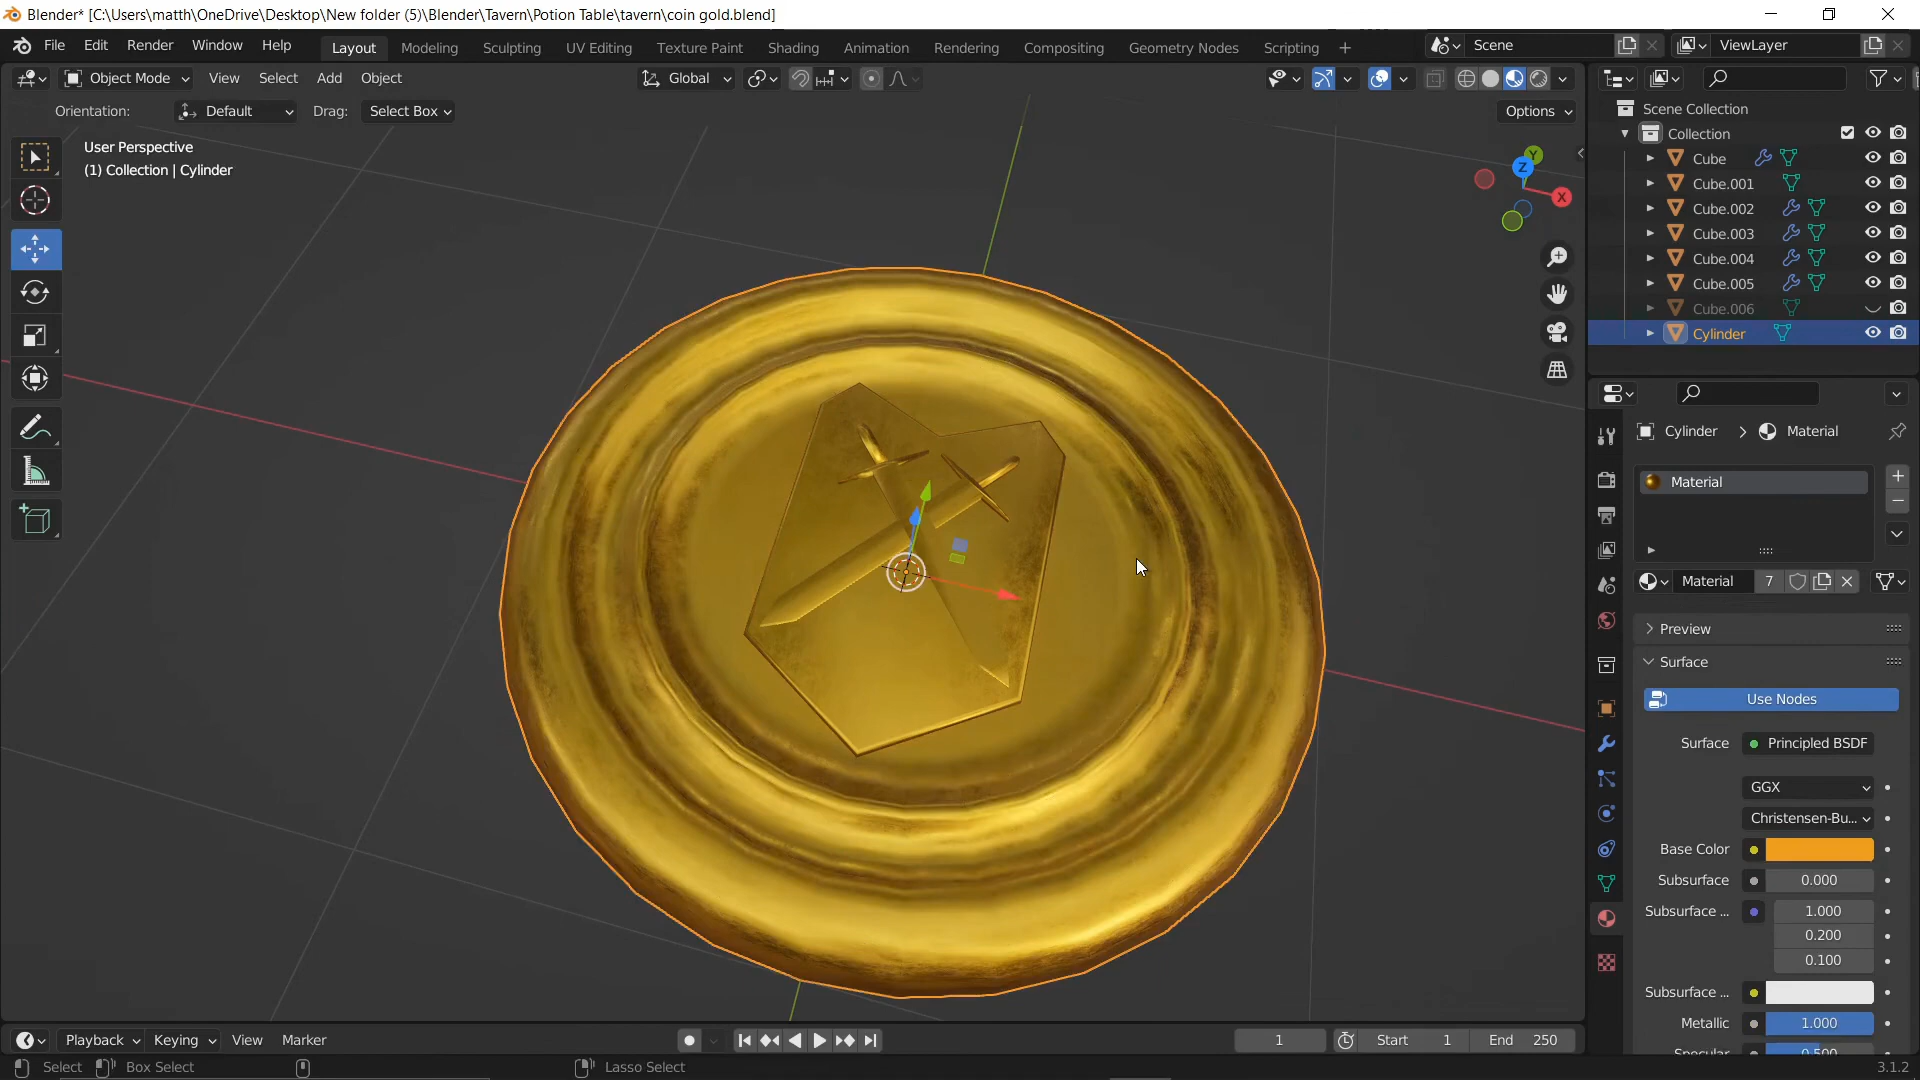 Blender* [C:\Users\matth\OneDrive\Desktop\New folder (5)\Blender\Tavern\Potion Table\tavern\coin gold.blend]
File Edit Render Window Help Layout Modeling Sculpting UV Editing Texture Paint Shading Animation Rendering Compositing Geometry Nodes Scripting + Scene ViewLayer
Object Mode View Select Add Object Global
Orientation: Default Drag: Select Box Options
User Perspective
(1) Collection | Cylinder
Z Y X
Scene Collection
Collection
Cube
Cube.001
Cube.002
Cube.003
Cube.004
Cube.005
Cube.006
Cylinder
Cylinder > Material
Material
Material 7
Preview
Surface
Use Nodes
Surface Principled BSDF
GGX
Christensen-Bu...
Base Color
Subsurface 0.000
Subsurface ... 1.000
0.200
0.100
Subsurface ...
Metallic 1.000
Specular 0.500
Playback Keying View Marker 1 Start 1 End 250
Select Box Select Lasso Select 3.1.2